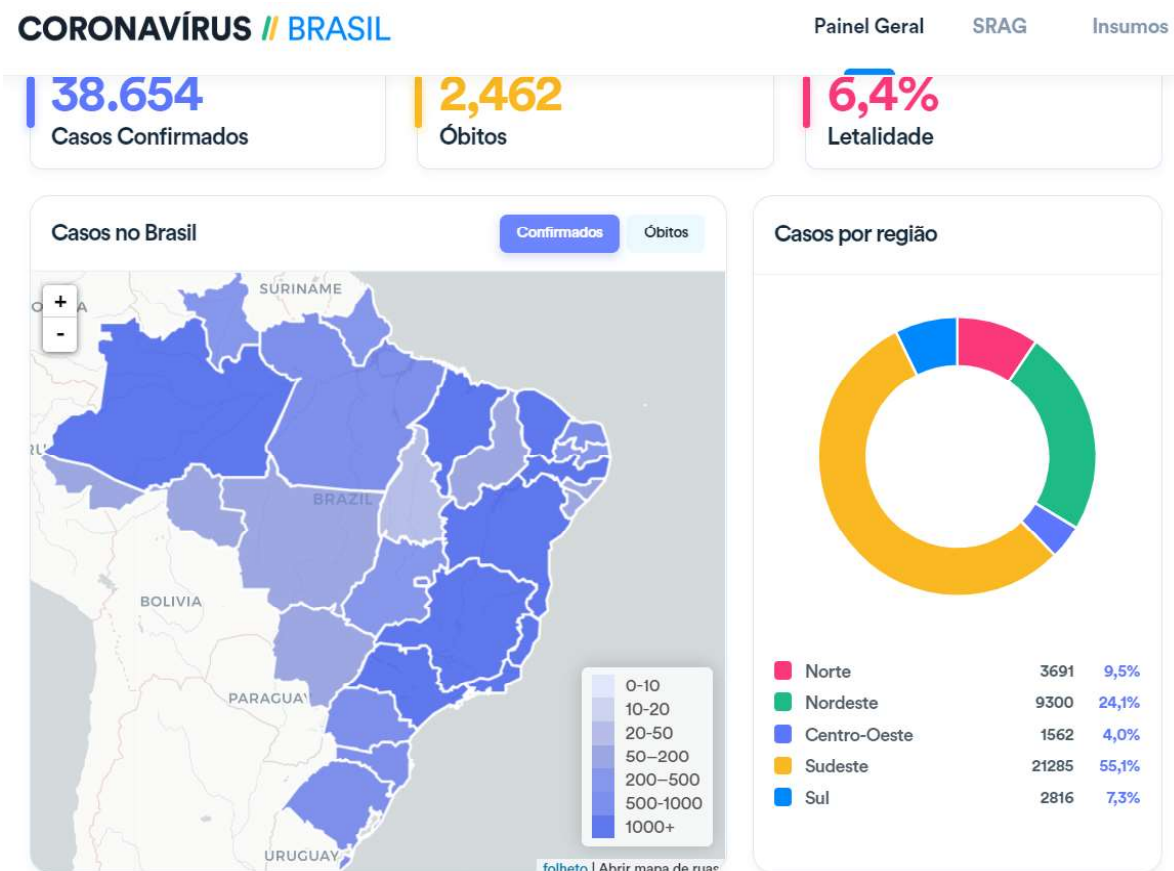 CORONAVÍRUS // BRASIL
Painel Geral
SRAG
Insumos
38.654
Casos Confirmados
2,462
Óbitos
6,4%
Letalidade
Casos no Brasil
Confirmados
Óbitos
+
-
SURINAME
BRAZIL
BOLIVIA
PARAGUAY
URUGUAY
0-10
10-20
20-50
50–200
200–500
500-1000
1000+
folheto | Abrir mapa de ruas
Casos por região
Norte 3691 9,5%
Nordeste 9300 24,1%
Centro-Oeste 1562 4,0%
Sudeste 21285 55,1%
Sul 2816 7,3%